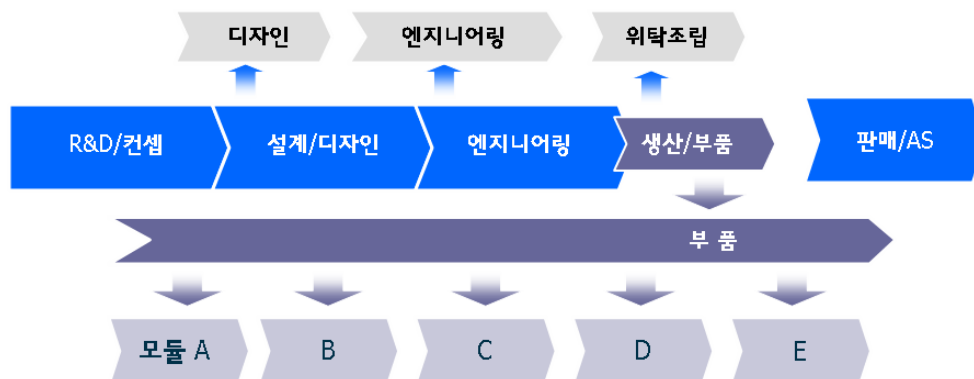 디자인
엔지니어링
위탁조립
R&D/컨셉
설계/디자인
엔지니어링
생산/부품
판매/AS
부 품
모듈 A
B
C
D
E